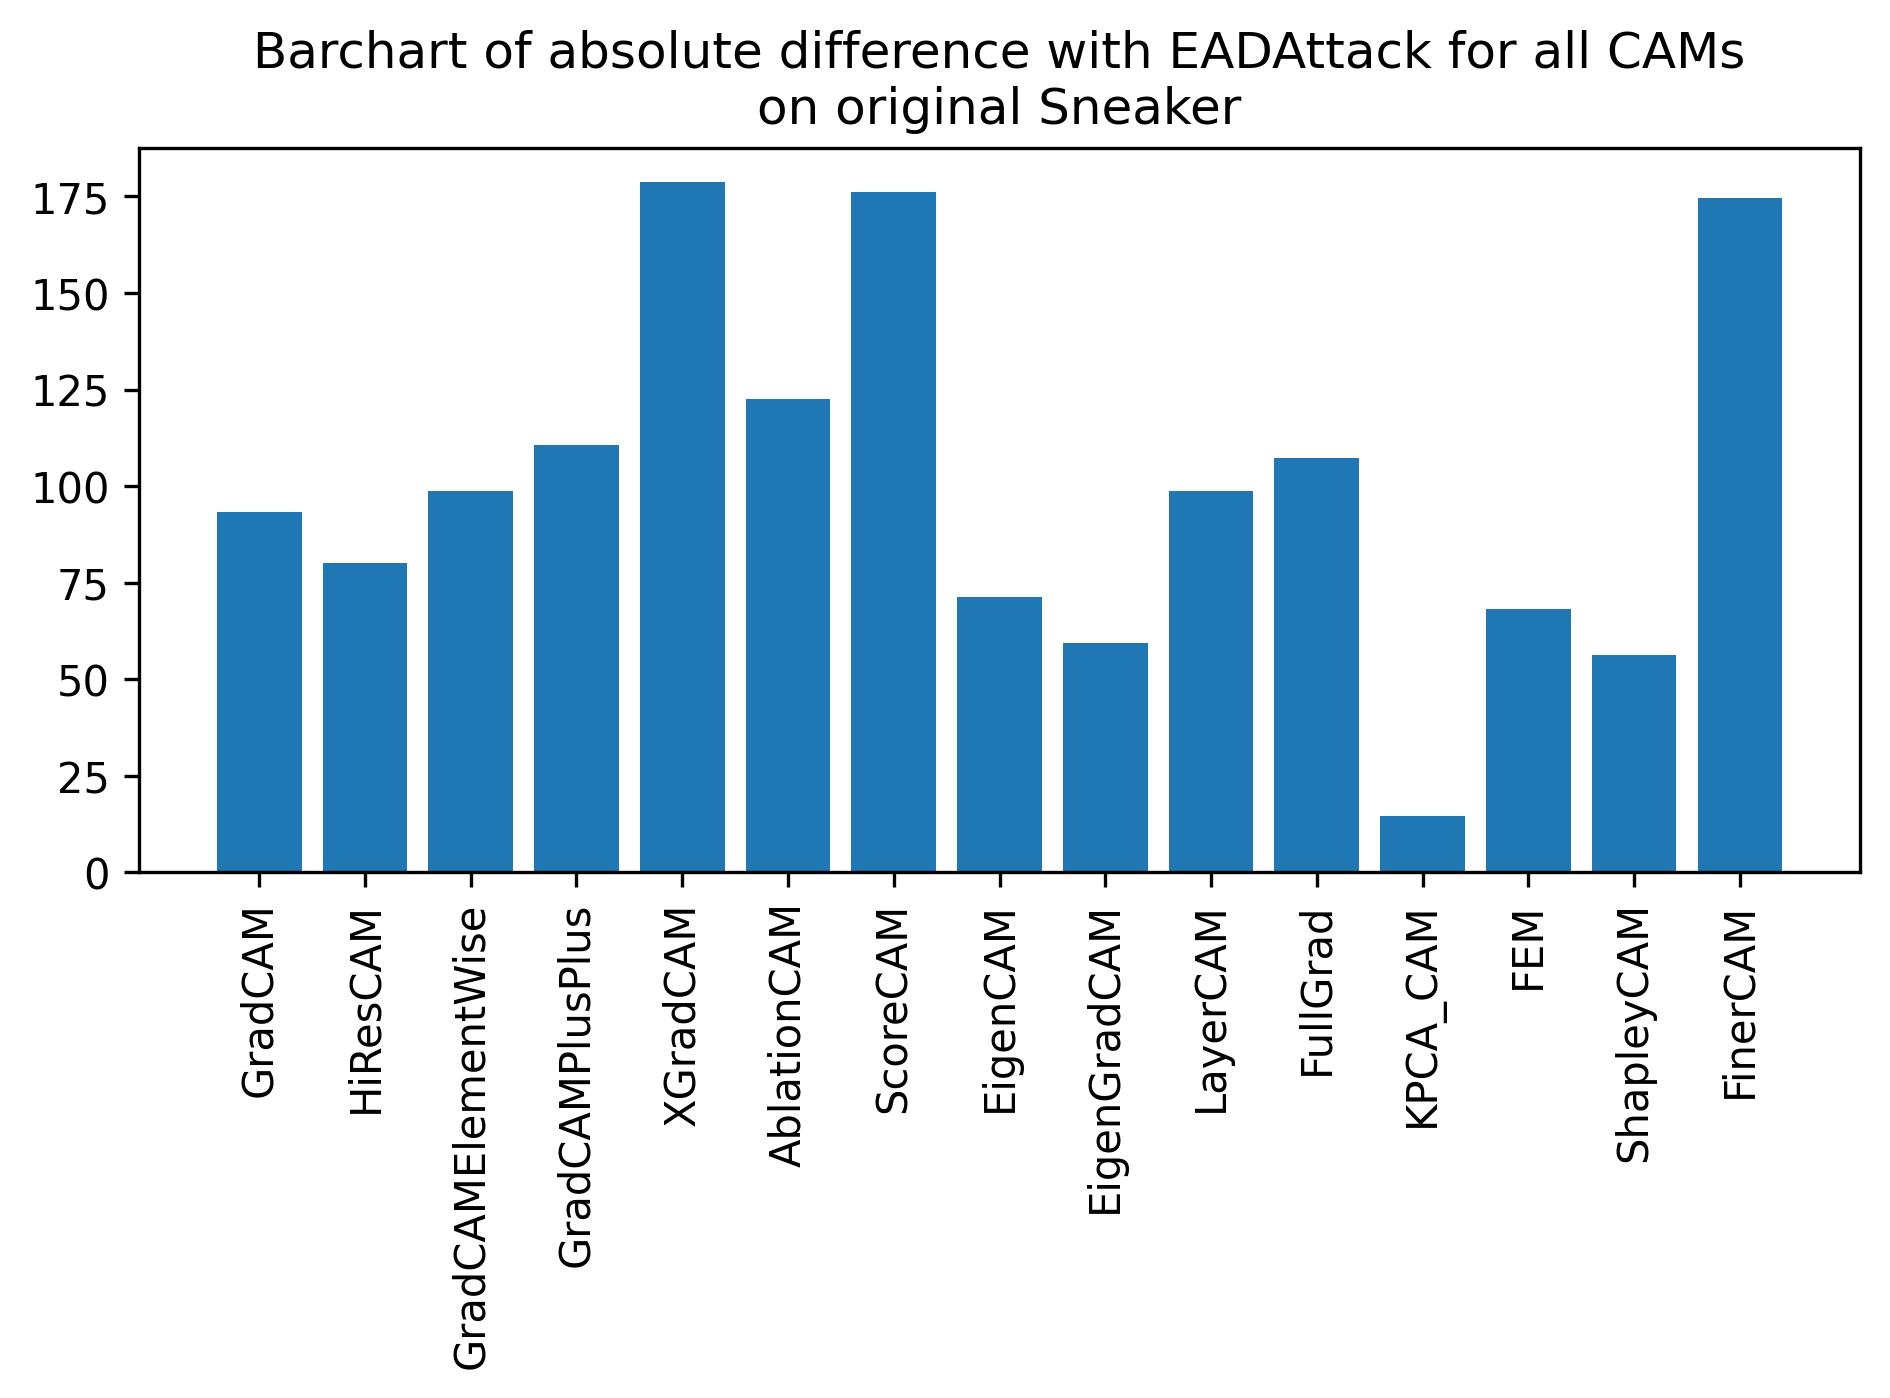 Barchart of absolute difference with EADAttack for all CAMs
on original Sneaker
175
150
125
100
75
50
25
0
GradCAM
HiResCAM
GradCAMElementWise
GradCAMPlusPlus
XGradCAM
AblationCAM
ScoreCAM
EigenCAM
EigenGradCAM
LayerCAM
FullGrad
KPCA_CAM
FEM
ShapleyCAM
FinerCAM